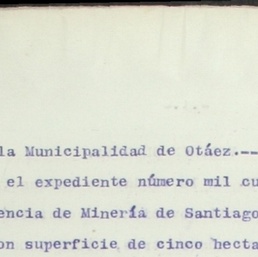 la Municipalidad de Otáez.--
el expediente número mil cu
encia de Minería de Santiago
on superficie de cinco hecta